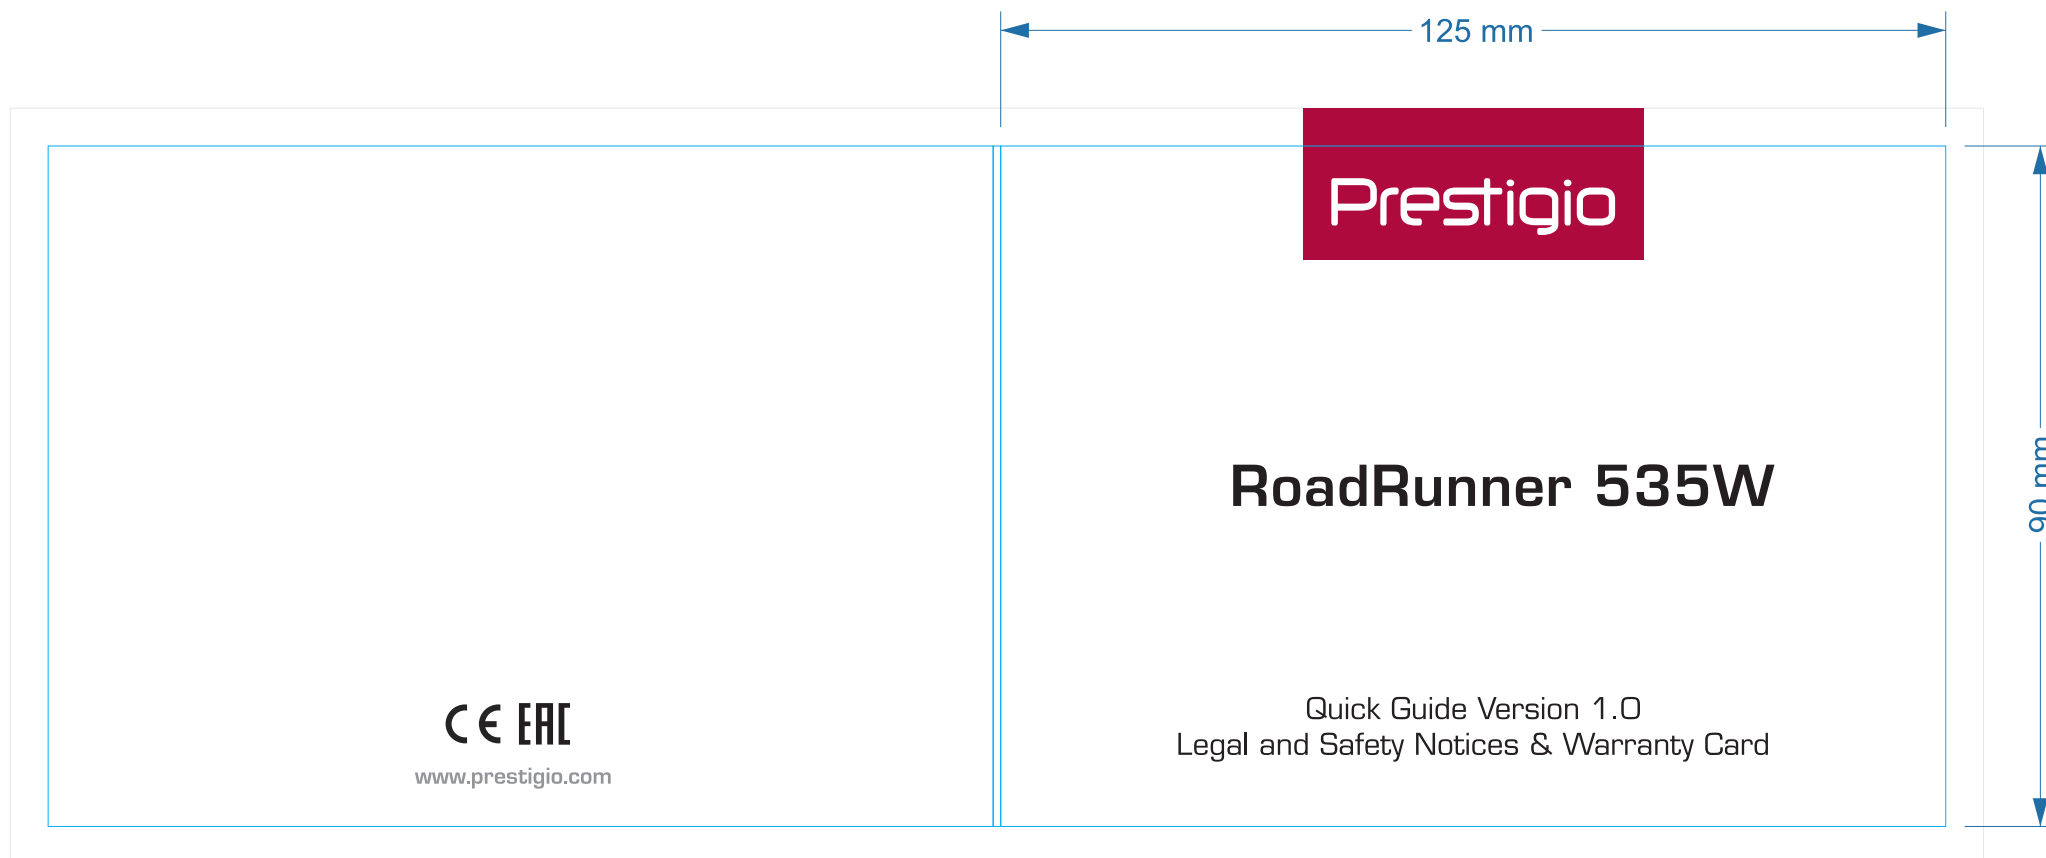 125 mm
Prestigio
RoadRunner 535W
90 mm
Quick Guide Version 1.0
Legal and Safety Notices & Warranty Card
CE EAC
www.prestigio.com